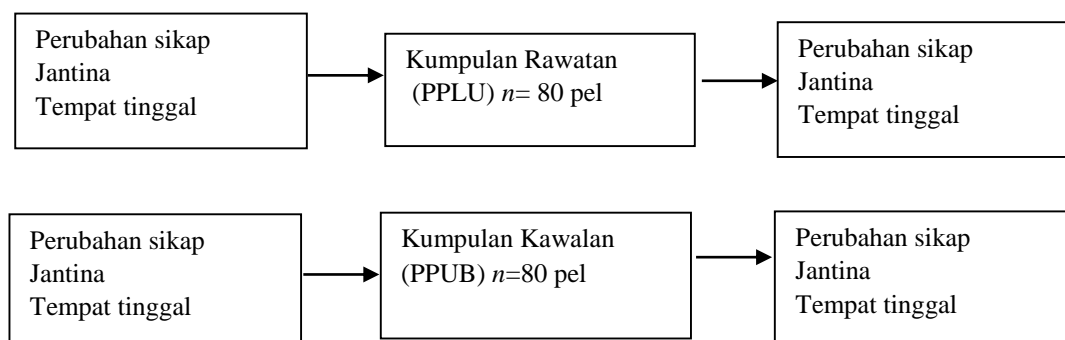 Perubahan sikap
Jantina
Tempat tinggal
Kumpulan Rawatan
(PPLU) n= 80 pel
Perubahan sikap
Jantina
Tempat tinggal
Perubahan sikap
Jantina
Tempat tinggal
Kumpulan Kawalan
(PPUB) n=80 pel
Perubahan sikap
Jantina
Tempat tinggal